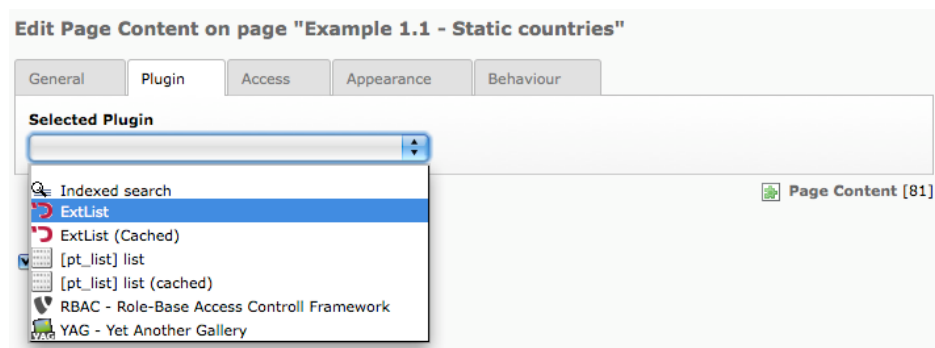 Edit Page Content on page "Example 1.1 - Static countries"
General Plugin Access Appearance Behaviour
Selected Plugin
Indexed search
Page Content [81]
ExtList
ExtList (Cached)
[pt_list] list
[pt_list] list (cached)
RBAC - Role-Base Access Controll Framework
YAG YAG - Yet Another Gallery